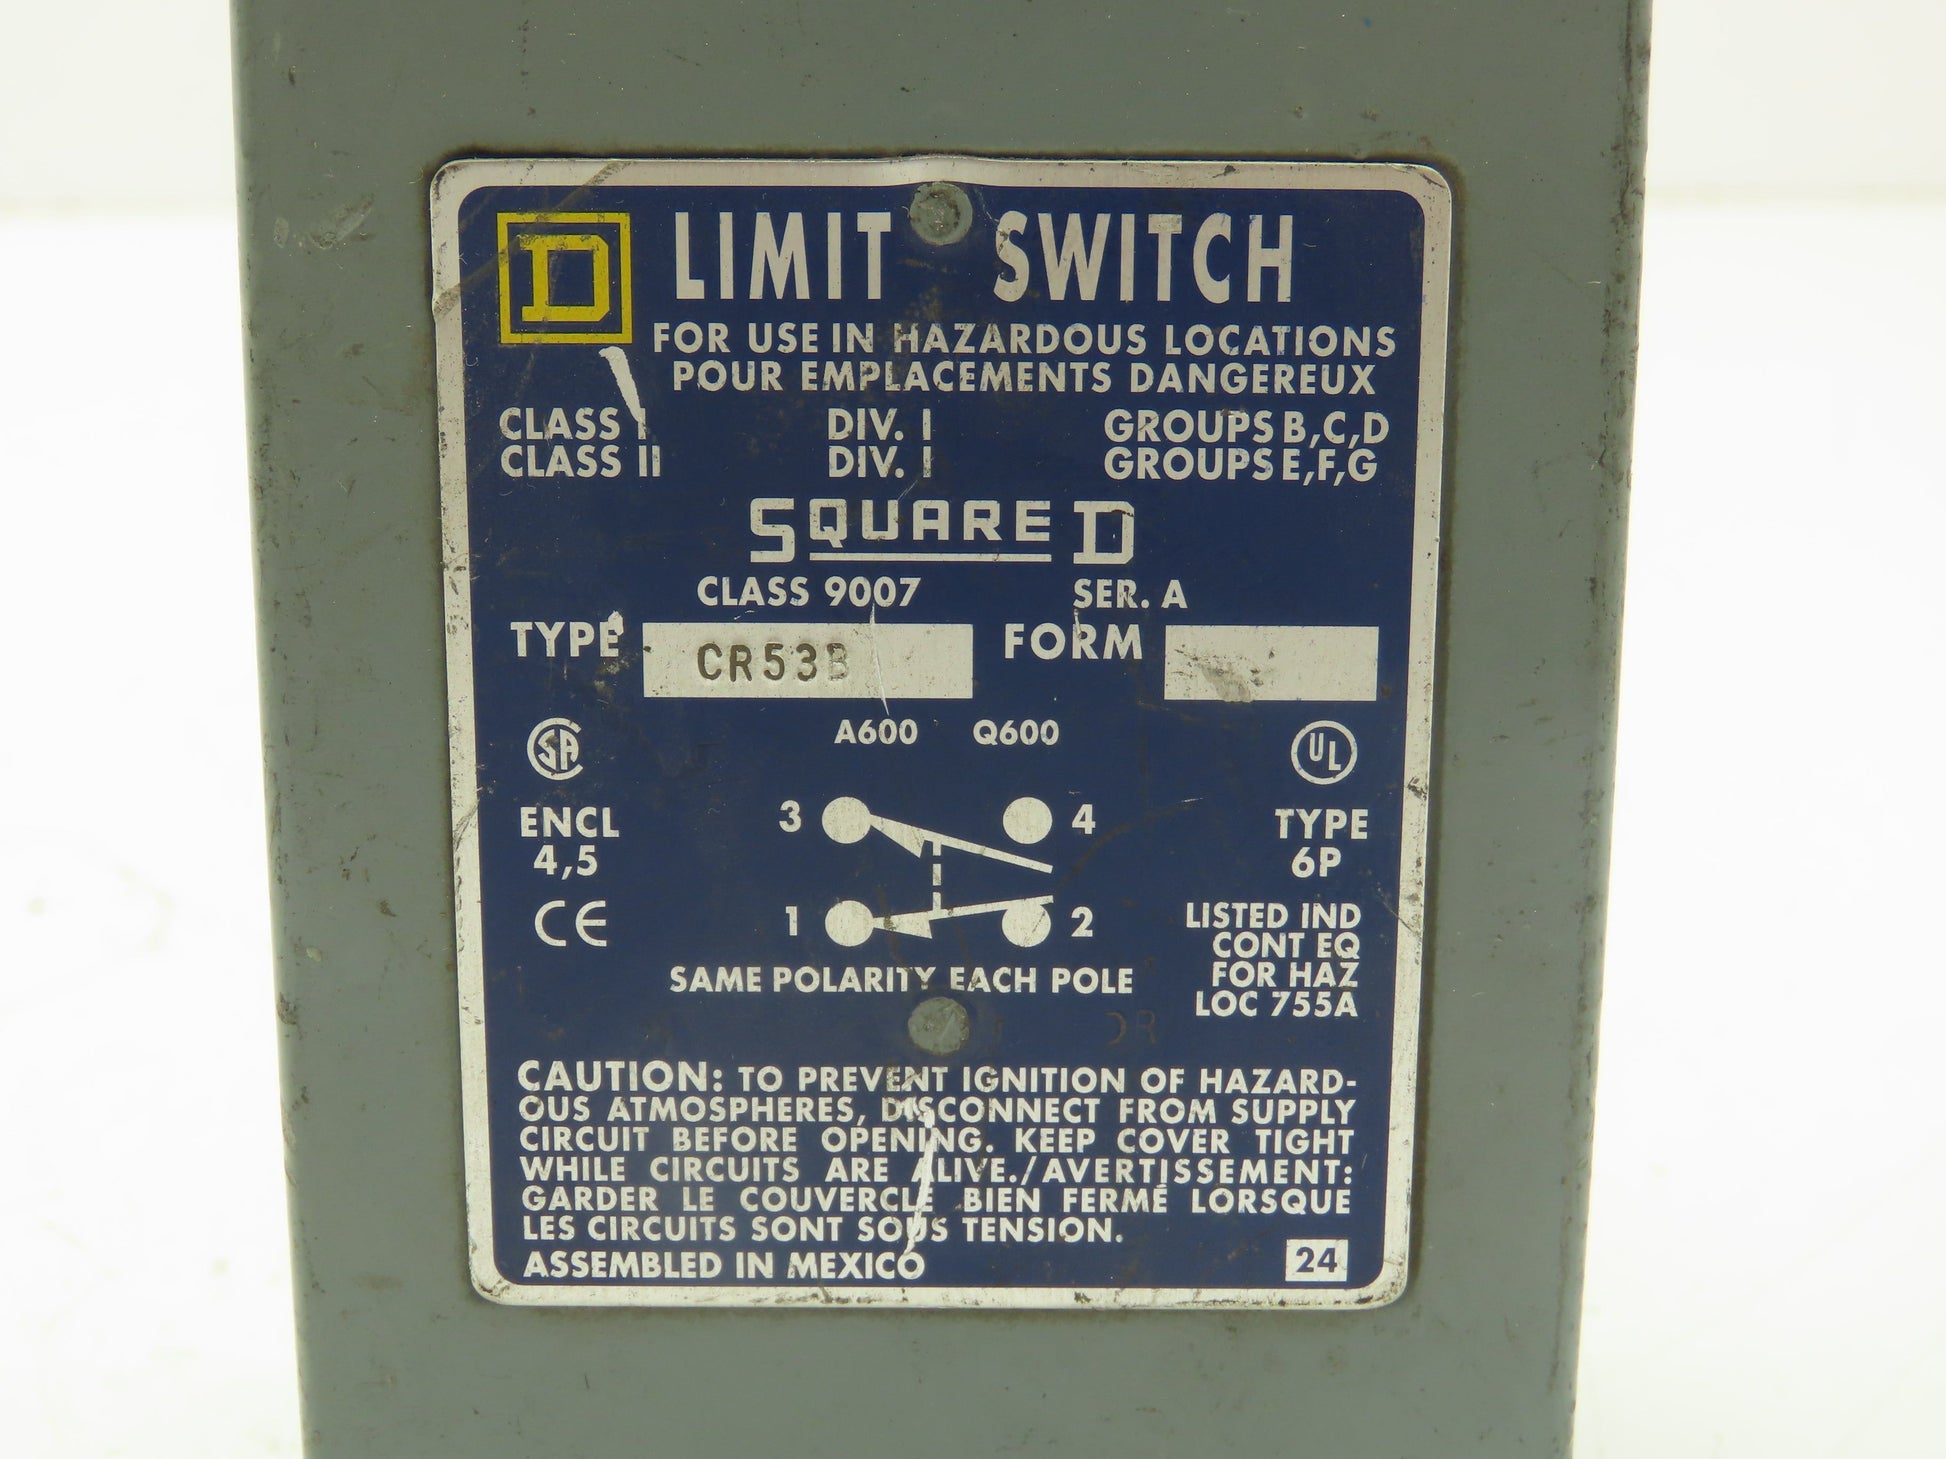 D LIMIT SWITCH
FOR USE IN HAZARDOUS LOCATIONS
POUR EMPLACEMENTS DANGEREUX
CLASS I DIV. I GROUPS B,C,D
CLASS II DIV. I GROUPS E,F,G
SQUARE D
CLASS 9007 SER. A
TYPE CR53B FORM
A600 Q600
SA UL
3 4
ENCL TYPE
4,5 6P
CE 1 2
LISTED IND
CONT EQ
FOR HAZ
LOC 755A
SAME POLARITY EACH POLE
CAUTION: TO PREVENT IGNITION OF HAZARD-
OUS ATMOSPHERES, DISCONNECT FROM SUPPLY
CIRCUIT BEFORE OPENING. KEEP COVER TIGHT
WHILE CIRCUITS ARE ALIVE./AVERTISSEMENT:
GARDER LE COUVERCLE BIEN FERMÉ LORSQUE
LES CIRCUITS SONT SOUS TENSION.
ASSEMBLED IN MEXICO 24